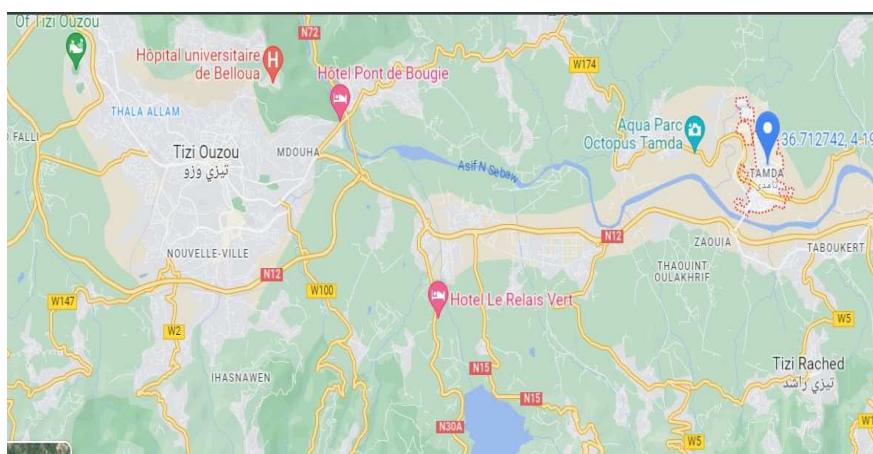 Of Tizi Ouzou
N72
Hôpital universitaire
de Belloua
Hôtel Pont de Bougie
W174
THALA ALLAM
Aqua Parc
Octopus Tamda
36.712742, 4.19
FALLI
Tizi Ouzou
تيزي وزو
MDOUHA
Asif N Sebaw
TAMDA
تامدة
NOUVELLE-VILLE
N12
N12
ZAOUIA
TABOUKERT
THAOUINT
OULAKHRIF
W147
W100
Hotel Le Relais Vert
W2
W5
IHASNAWEN
N15
Tizi Rached
تيزي راشد
N15
N30A
W5